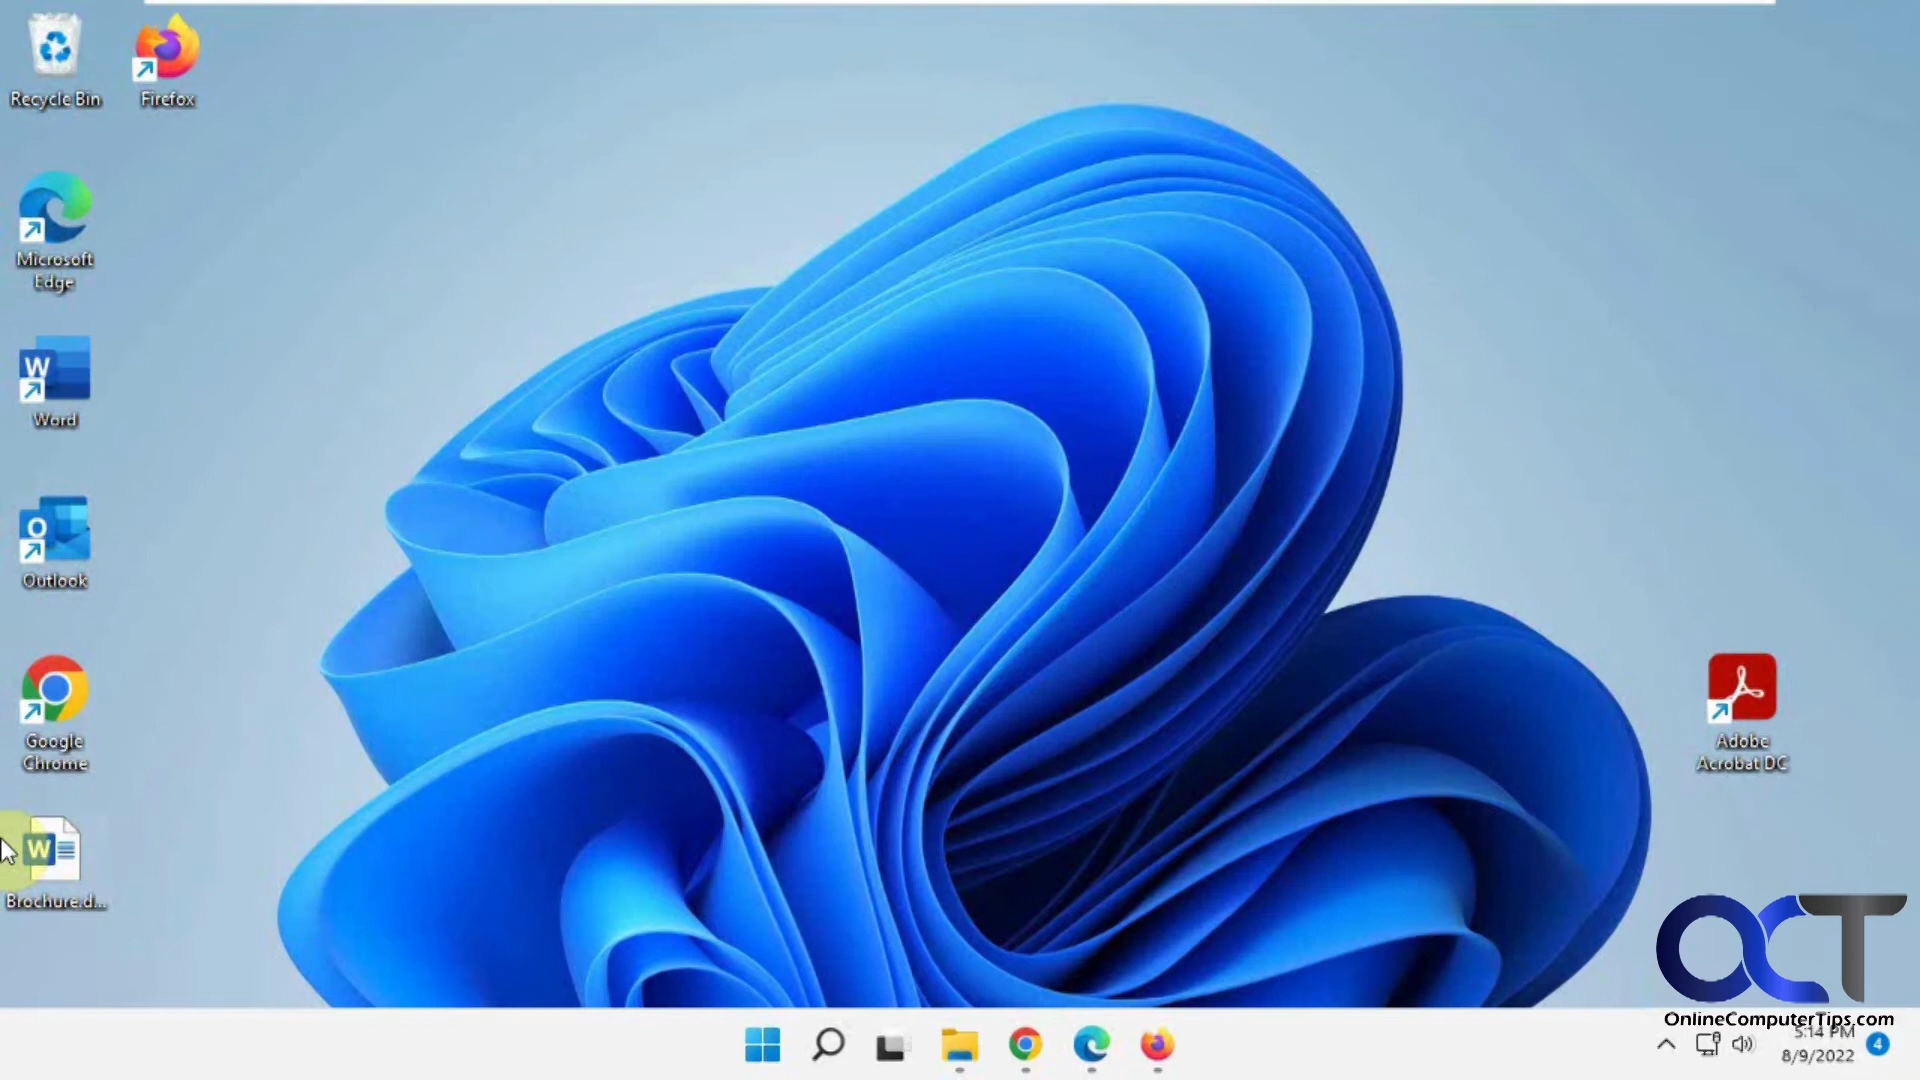 Recycle Bin
Firefox
Microsoft
Edge
Word
Outlook
Google
Chrome
Brochure.d...
Adobe
Acrobat DC
OCT
OnlineComputerTips.com
5:14 PM
8/9/2022
4